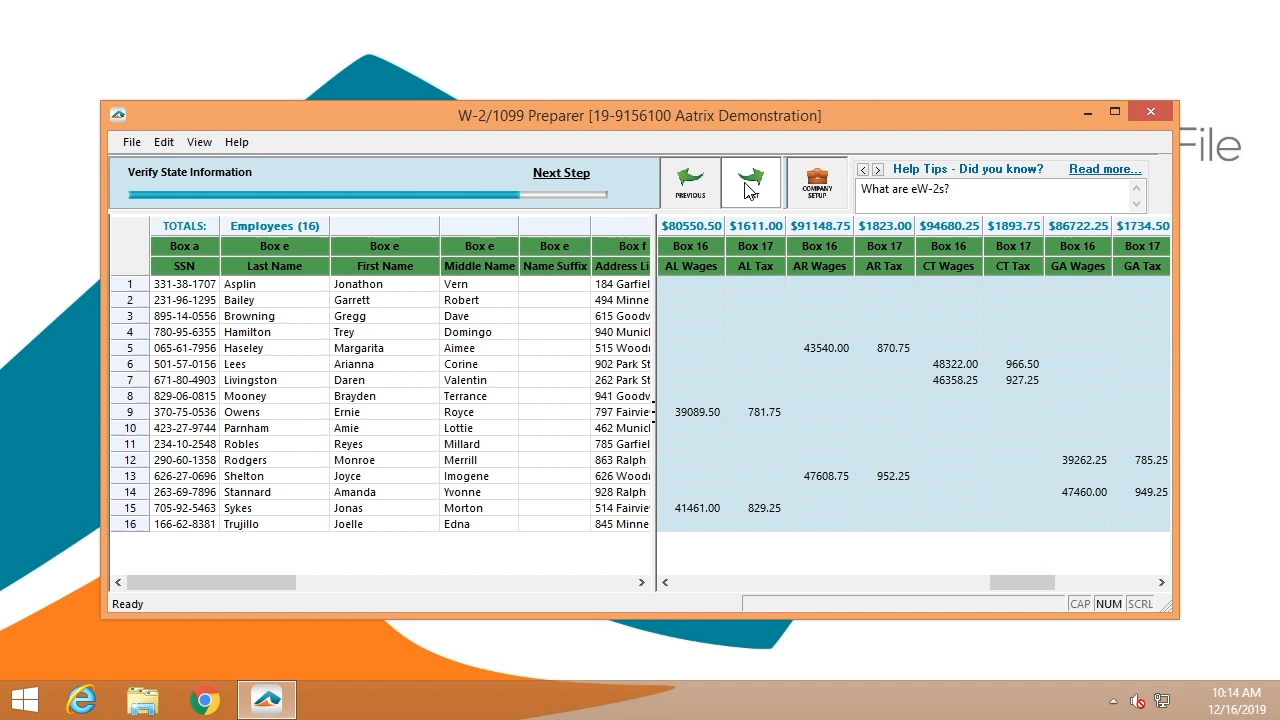 File
W-2/1099 Preparer [19-9156100 Aatrix Demonstration]
File Edit View Help
Verify State Information Next Step
PREVIOUS
COMPANY SETUP
Help Tips - Did you know? Read more...
What are eW-2s?
TOTALS: Employees (16) $80550.50 $1611.00 $91148.75 $1823.00 $94680.25 $1893.75 $86722.25 $1734.50
Box a Box e Box e Box e Box e Box f Box 16 Box 17 Box 16 Box 17 Box 16 Box 17 Box 16 Box 17
SSN Last Name First Name Middle Name Name Suffix Address Li AL Wages AL Tax AR Wages AR Tax CT Wages CT Tax GA Wages GA Tax
1 331-38-1707 Asplin Jonathon Vern 184 Garfiel
2 231-96-1295 Bailey Garrett Robert 494 Minne
3 895-14-0556 Browning Gregg Dave 615 Goodv
4 780-95-6355 Hamilton Trey Domingo 940 Munic
5 065-61-7956 Haseley Margarita Aimee 515 Woodr 43540.00 870.75
6 501-57-0156 Lees Arianna Corine 902 Park St 48322.00 966.50
7 671-80-4903 Livingston Daren Valentin 262 Park St 46358.25 927.25
8 829-06-0815 Mooney Brayden Terrance 941 Goodv
9 370-75-0536 Owens Ernie Royce 797 Fairvie 39089.50 781.75
10 423-27-9744 Parnham Amie Lottie 462 Munic
11 234-10-2548 Robles Reyes Millard 785 Garfiel
12 290-60-1358 Rodgers Monroe Merrill 863 Ralph 39262.25 785.25
13 626-27-0696 Shelton Joyce Imogene 626 Woodr 47608.75 952.25
14 263-69-7896 Stannard Amanda Yvonne 928 Ralph 47460.00 949.25
15 705-92-5463 Sykes Jonas Morton 514 Fairvie 41461.00 829.25
16 166-62-8381 Trujillo Joelle Edna 845 Minne
Ready CAP NUM SCRL
10:14 AM
12/16/2019